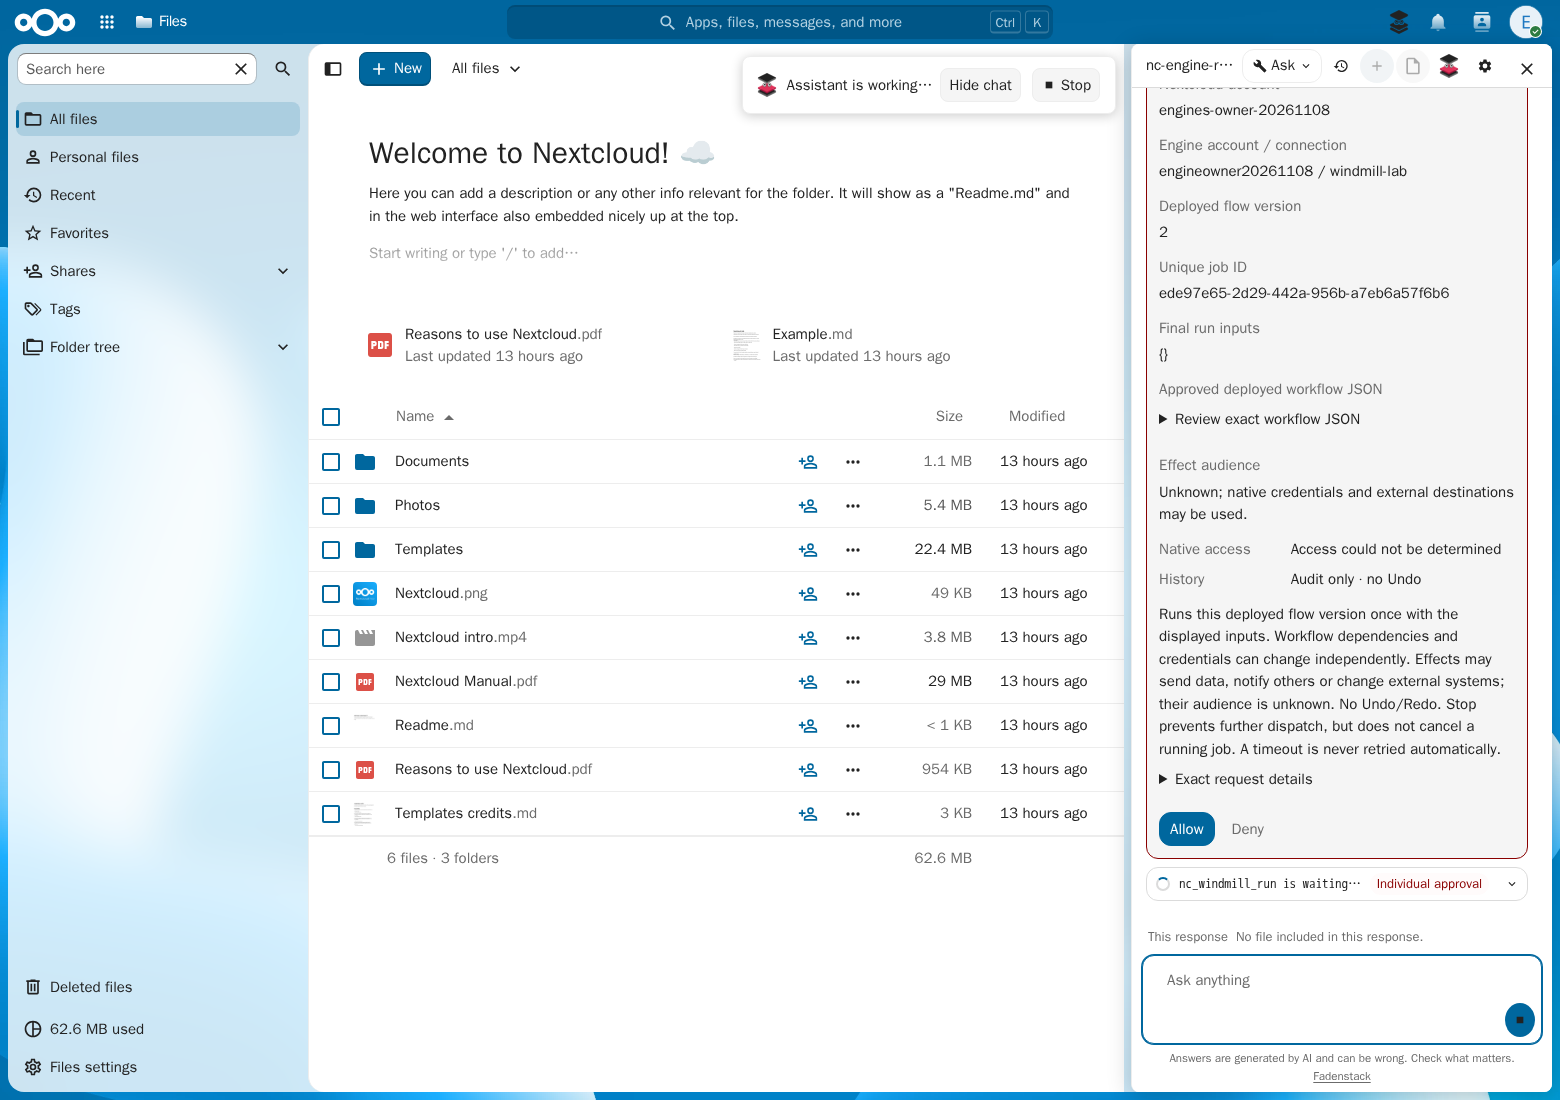 Files
Apps, files, messages, and more
Ctrl K
E
Search here
All files
Personal files
Recent
Favorites
Shares
Tags
Folder tree
Deleted files
62.6 MB used
Files settings
New
All files
Assistant is working…
Hide chat
Stop
Welcome to Nextcloud! ☁️
Here you can add a description or any other info relevant for the folder. It will show as a "Readme.md" and
in the web interface also embedded nicely up at the top.
Start writing or type '/' to add…
PDF
Reasons to use Nextcloud.pdf
Last updated 13 hours ago
Example.md
Last updated 13 hours ago
Name Size Modified
Documents 1.1 MB 13 hours ago
Photos 5.4 MB 13 hours ago
Templates 22.4 MB 13 hours ago
Nextcloud.png 49 KB 13 hours ago
Nextcloud intro.mp4 3.8 MB 13 hours ago
PDF Nextcloud Manual.pdf 29 MB 13 hours ago
Readme.md < 1 KB 13 hours ago
PDF Reasons to use Nextcloud.pdf 954 KB 13 hours ago
Templates credits.md 3 KB 13 hours ago
6 files · 3 folders 62.6 MB
nc-engine-r… Ask
engines-owner-20261108
Engine account / connection
engineowner20261108 / windmill-lab
Deployed flow version
2
Unique job ID
ede97e65-2d29-442a-956b-a7eb6a57f6b6
Final run inputs
{}
Approved deployed workflow JSON
Review exact workflow JSON
Effect audience
Unknown; native credentials and external destinations
may be used.
Native access Access could not be determined
History Audit only · no Undo
Runs this deployed flow version once with the
displayed inputs. Workflow dependencies and
credentials can change independently. Effects may
send data, notify others or change external systems;
their audience is unknown. No Undo/Redo. Stop
prevents further dispatch, but does not cancel a
running job. A timeout is never retried automatically.
Exact request details
Allow Deny
nc_windmill_run is waiting… Individual approval
This response No file included in this response.
Ask anything
Answers are generated by AI and can be wrong. Check what matters.
Fadenstack